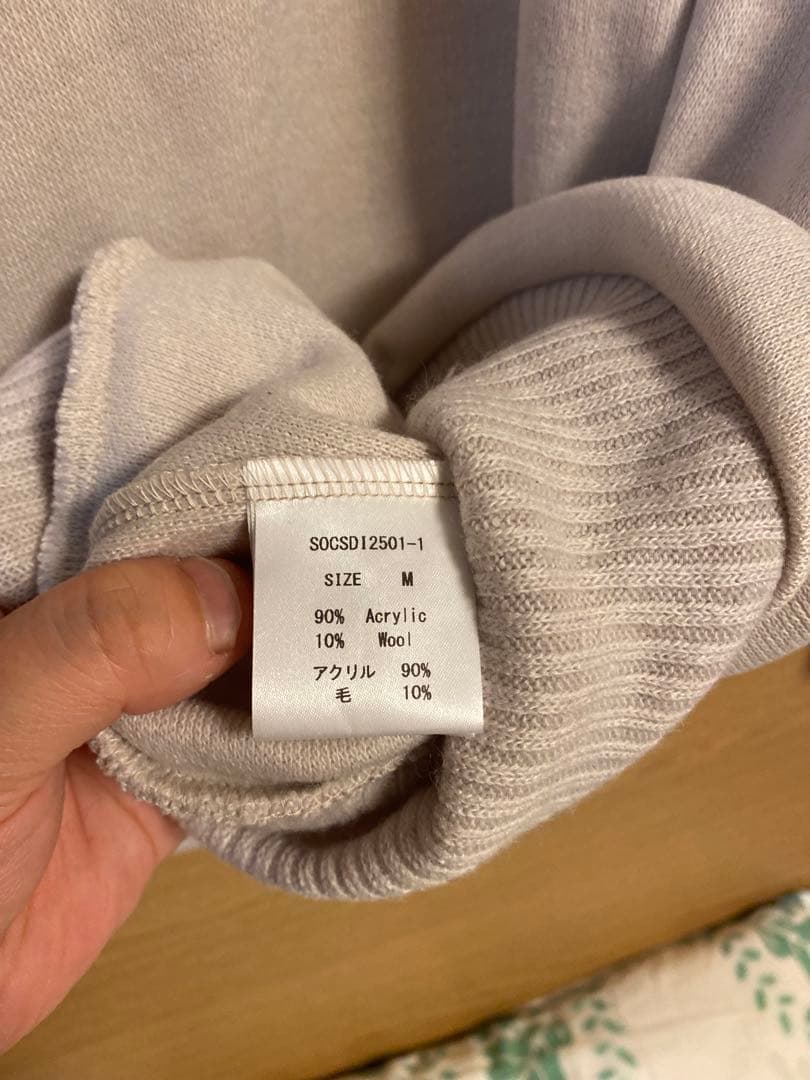 SOCSDI2501-1
SIZE M
90% Acrylic
10% Wool
アクリル 90%
毛 10%